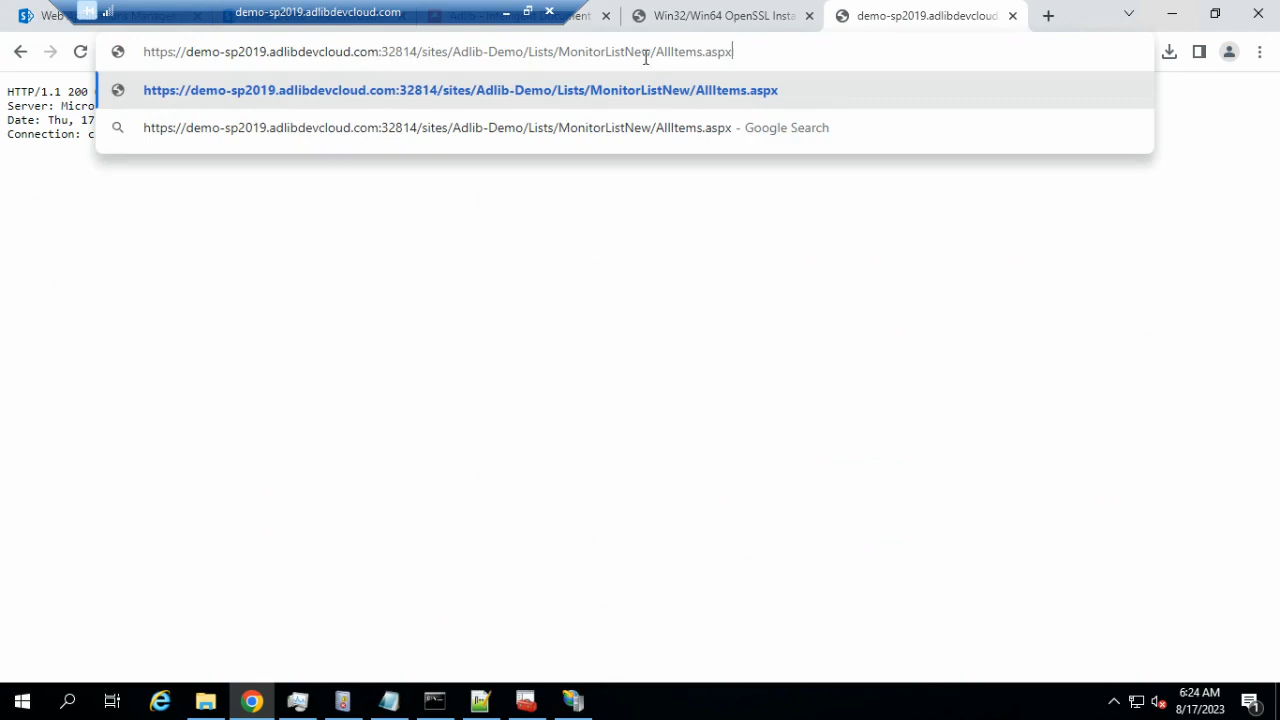 demo-sp2019.adlibdevcloud.com
Win32/Win64 OpenSSL Insta
demo-sp2019.adlibdevcloud
https://demo-sp2019.adlibdevcloud.com:32814/sites/Adlib-Demo/Lists/MonitorListNew/AllItems.aspx
https://demo-sp2019.adlibdevcloud.com:32814/sites/Adlib-Demo/Lists/MonitorListNew/AllItems.aspx
https://demo-sp2019.adlibdevcloud.com:32814/sites/Adlib-Demo/Lists/MonitorListNew/AllItems.aspx - Google Search
HTTP/1.1 200
Server: Micro
Date: Thu, 17
Connection: c
6:24 AM
8/17/2023
1